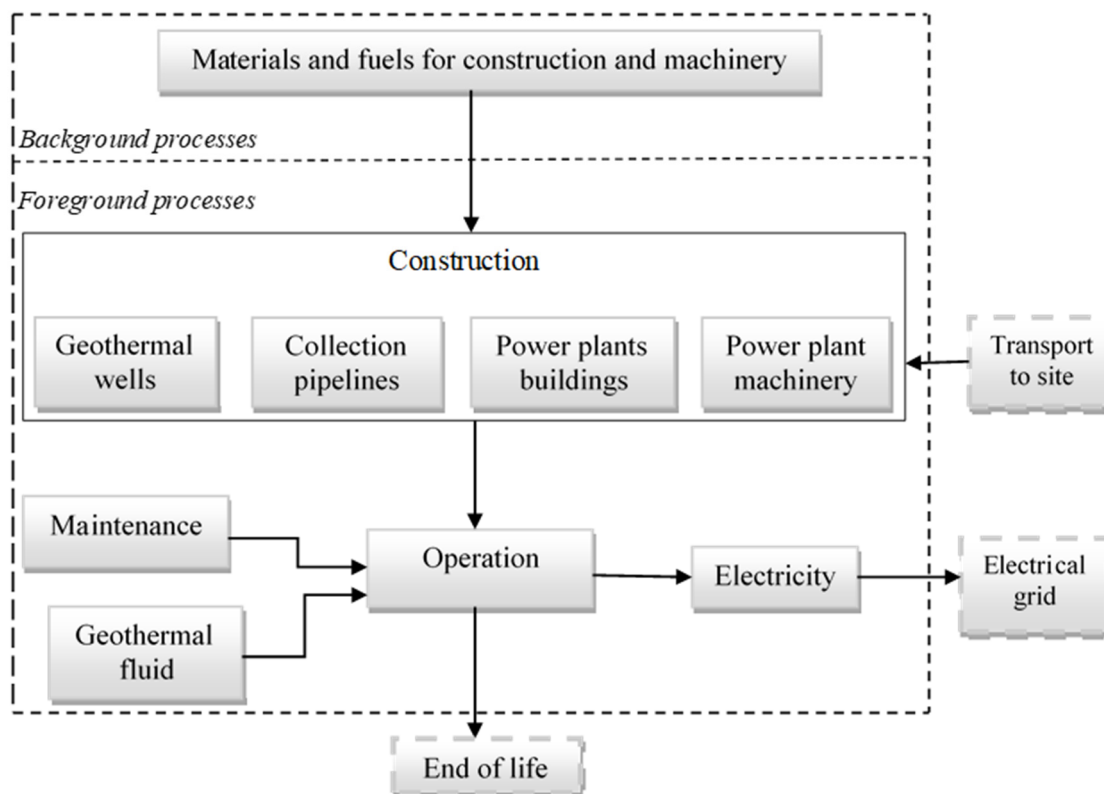 Materials and fuels for construction and machinery
Background processes
Foreground processes
Construction
Geothermal
wells
Collection
pipelines
Power plants
buildings
Power plant
machinery
Transport
to site
Maintenance
Operation
Electricity
Electrical
grid
Geothermal
fluid
End of life